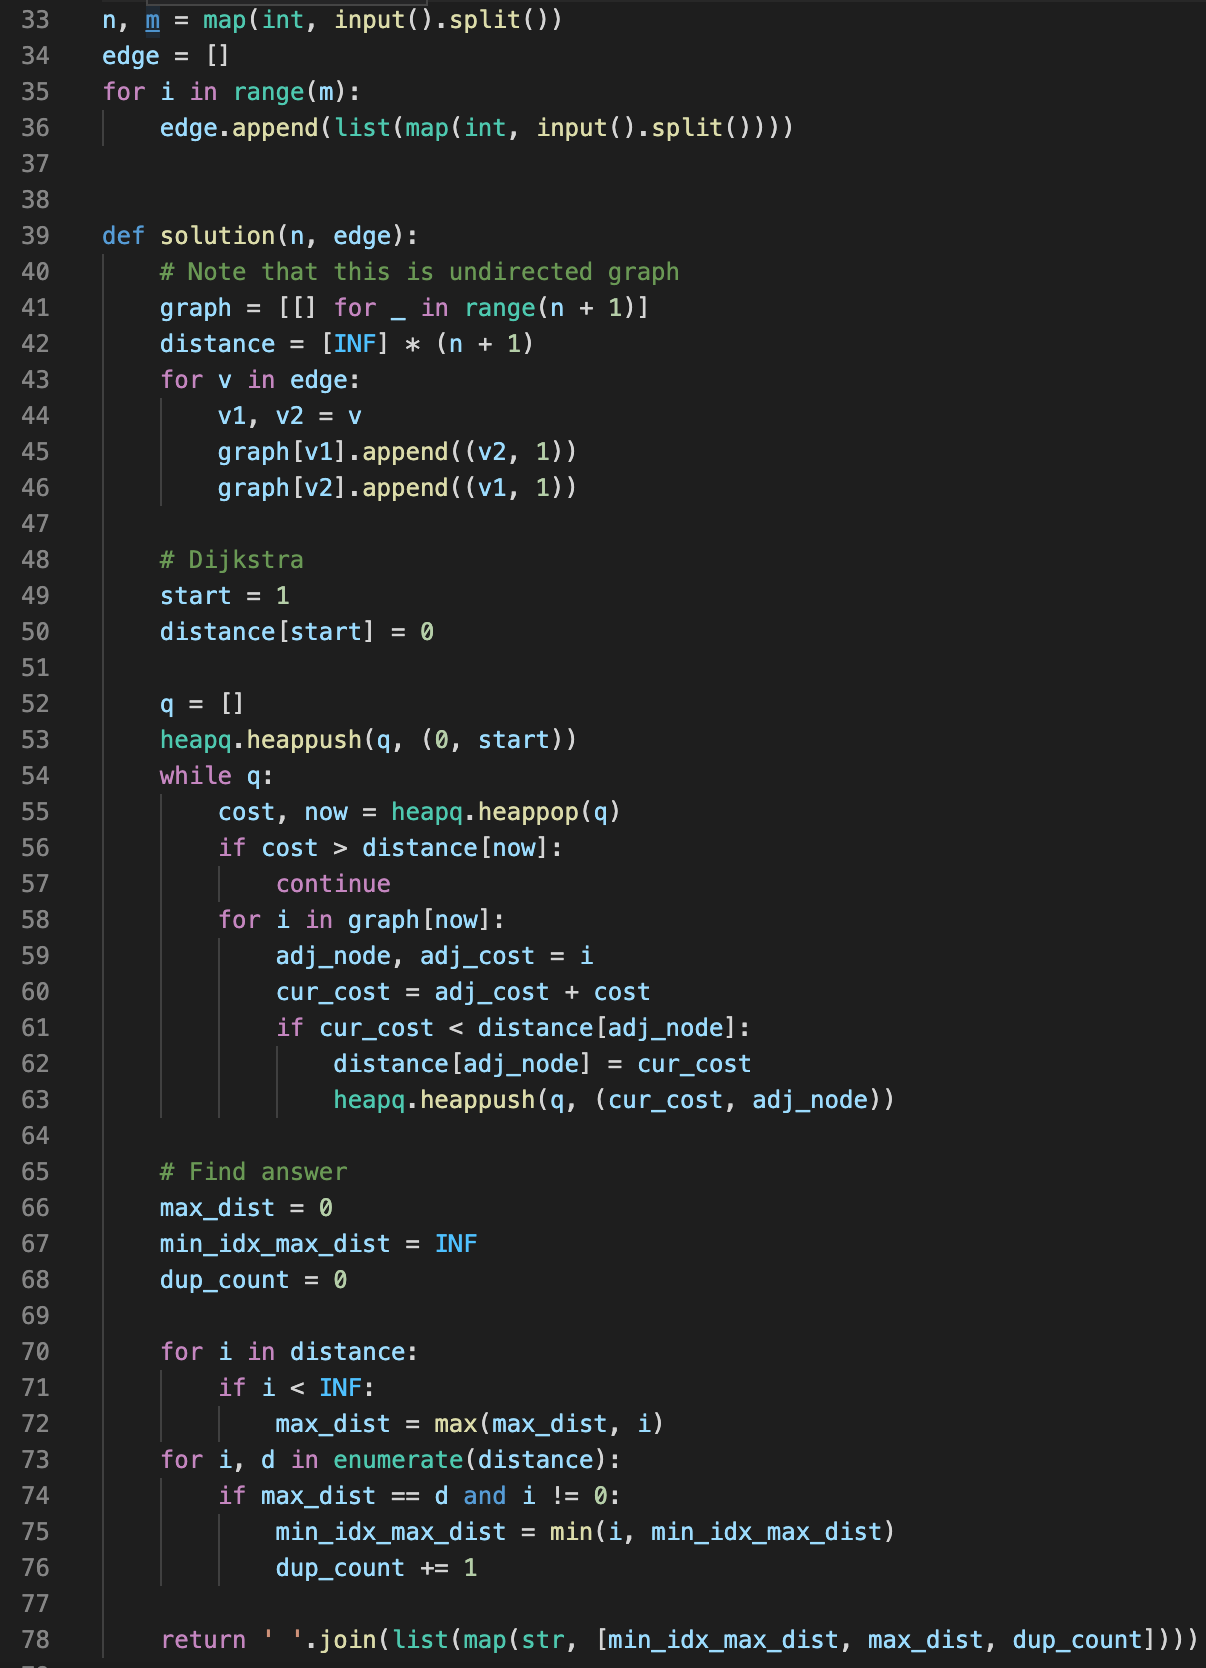 33 n, m = map(int, input().split())
34 edge = []
35 for i in range(m):
36     edge.append(list(map(int, input().split())))
37
38
39 def solution(n, edge):
40     # Note that this is undirected graph
41     graph = [[] for _ in range(n + 1)]
42     distance = [INF] * (n + 1)
43     for v in edge:
44         v1, v2 = v
45         graph[v1].append((v2, 1))
46         graph[v2].append((v1, 1))
47
48     # Dijkstra
49     start = 1
50     distance[start] = 0
51
52     q = []
53     heapq.heappush(q, (0, start))
54     while q:
55         cost, now = heapq.heappop(q)
56         if cost > distance[now]:
57             continue
58         for i in graph[now]:
59             adj_node, adj_cost = i
60             cur_cost = adj_cost + cost
61             if cur_cost < distance[adj_node]:
62                 distance[adj_node] = cur_cost
63                 heapq.heappush(q, (cur_cost, adj_node))
64
65     # Find answer
66     max_dist = 0
67     min_idx_max_dist = INF
68     dup_count = 0
69
70     for i in distance:
71         if i < INF:
72             max_dist = max(max_dist, i)
73     for i, d in enumerate(distance):
74         if max_dist == d and i != 0:
75             min_idx_max_dist = min(i, min_idx_max_dist)
76             dup_count += 1
77
78     return ' '.join(list(map(str, [min_idx_max_dist, max_dist, dup_count])))